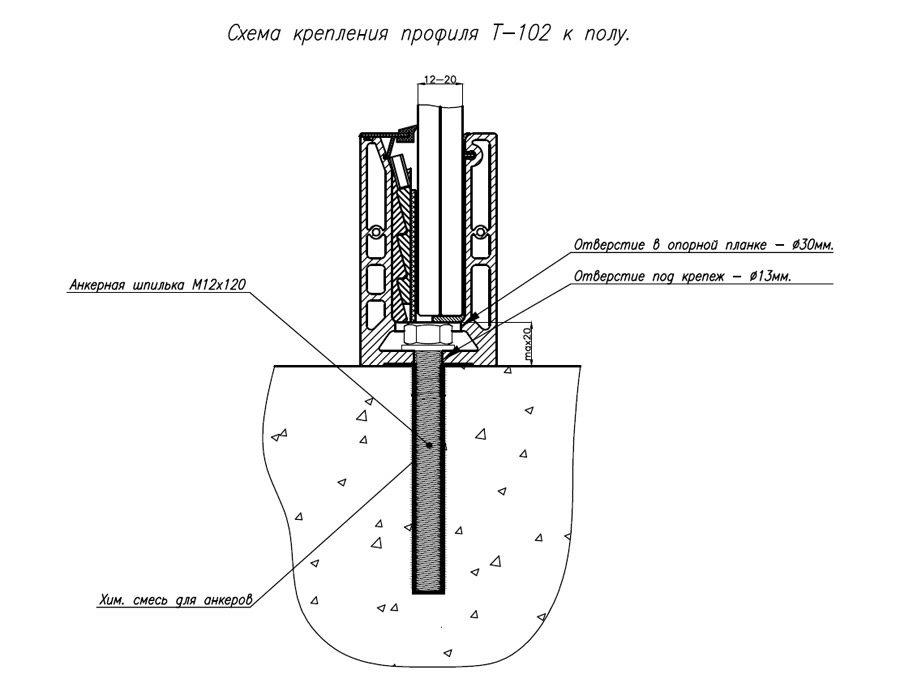 Схема крепления профиля Т-102 к полу.
12-20
Отверстие в опорной планке - Ø30мм.
Отверстие под крепеж - Ø13мм.
Анкерная шпилька М12х120
max20
Хим. смесь для анкеров